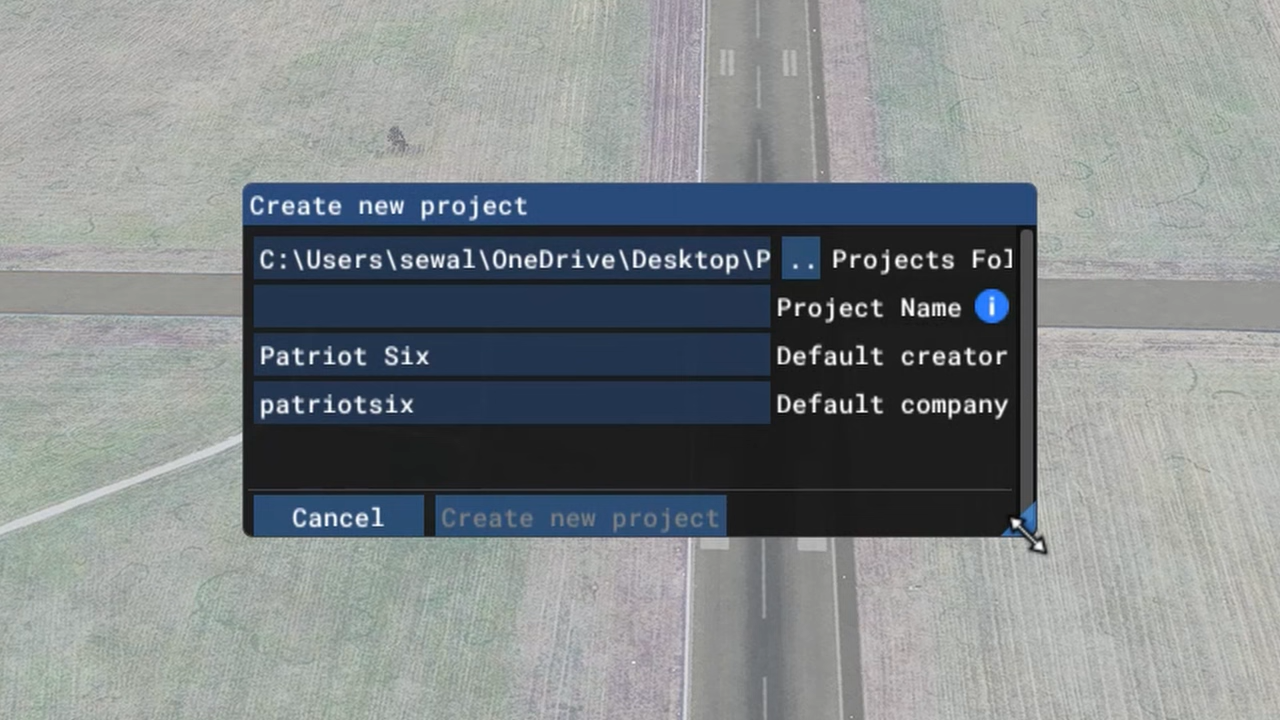 Create new project
C:\Users\sewal\OneDrive\Desktop\P .. Projects Fol
Project Name i
Patriot Six Default creator
patriotsix Default company
Cancel Create new project